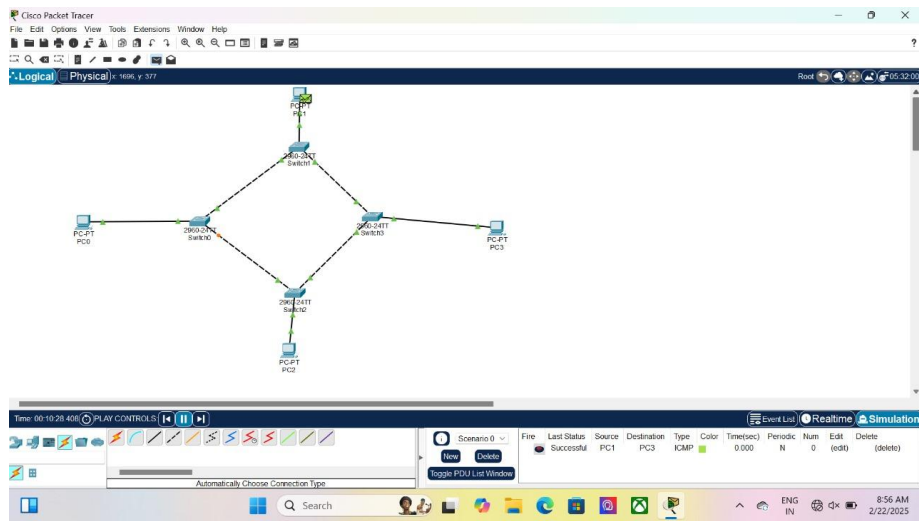 Cisco Packet Tracer
File Edit Options View Tools Extensions Window Help
?
Logical Physical x: 1695, y: 377 Root 05:32:00
PC-PT
PC1
2960-24TT
Switch1
2960-24TT
Switch0
2960-24TT
Switch3
PC-PT
PC0
PC-PT
PC3
2960-24TT
Switch2
PC-PT
PC2
Time: 00:10:28.408 PLAY CONTROLS Event List Realtime Simulation
Scenario 0 Fire Last Status Source Destination Type Color Time(sec) Periodic Num Edit Delete
Successful PC1 PC3 ICMP 0.000 N 0 (edit) (delete)
New Delete
Toggle PDU List Window
Automatically Choose Connection Type
Search
ENG
IN
8:56 AM
2/22/2025